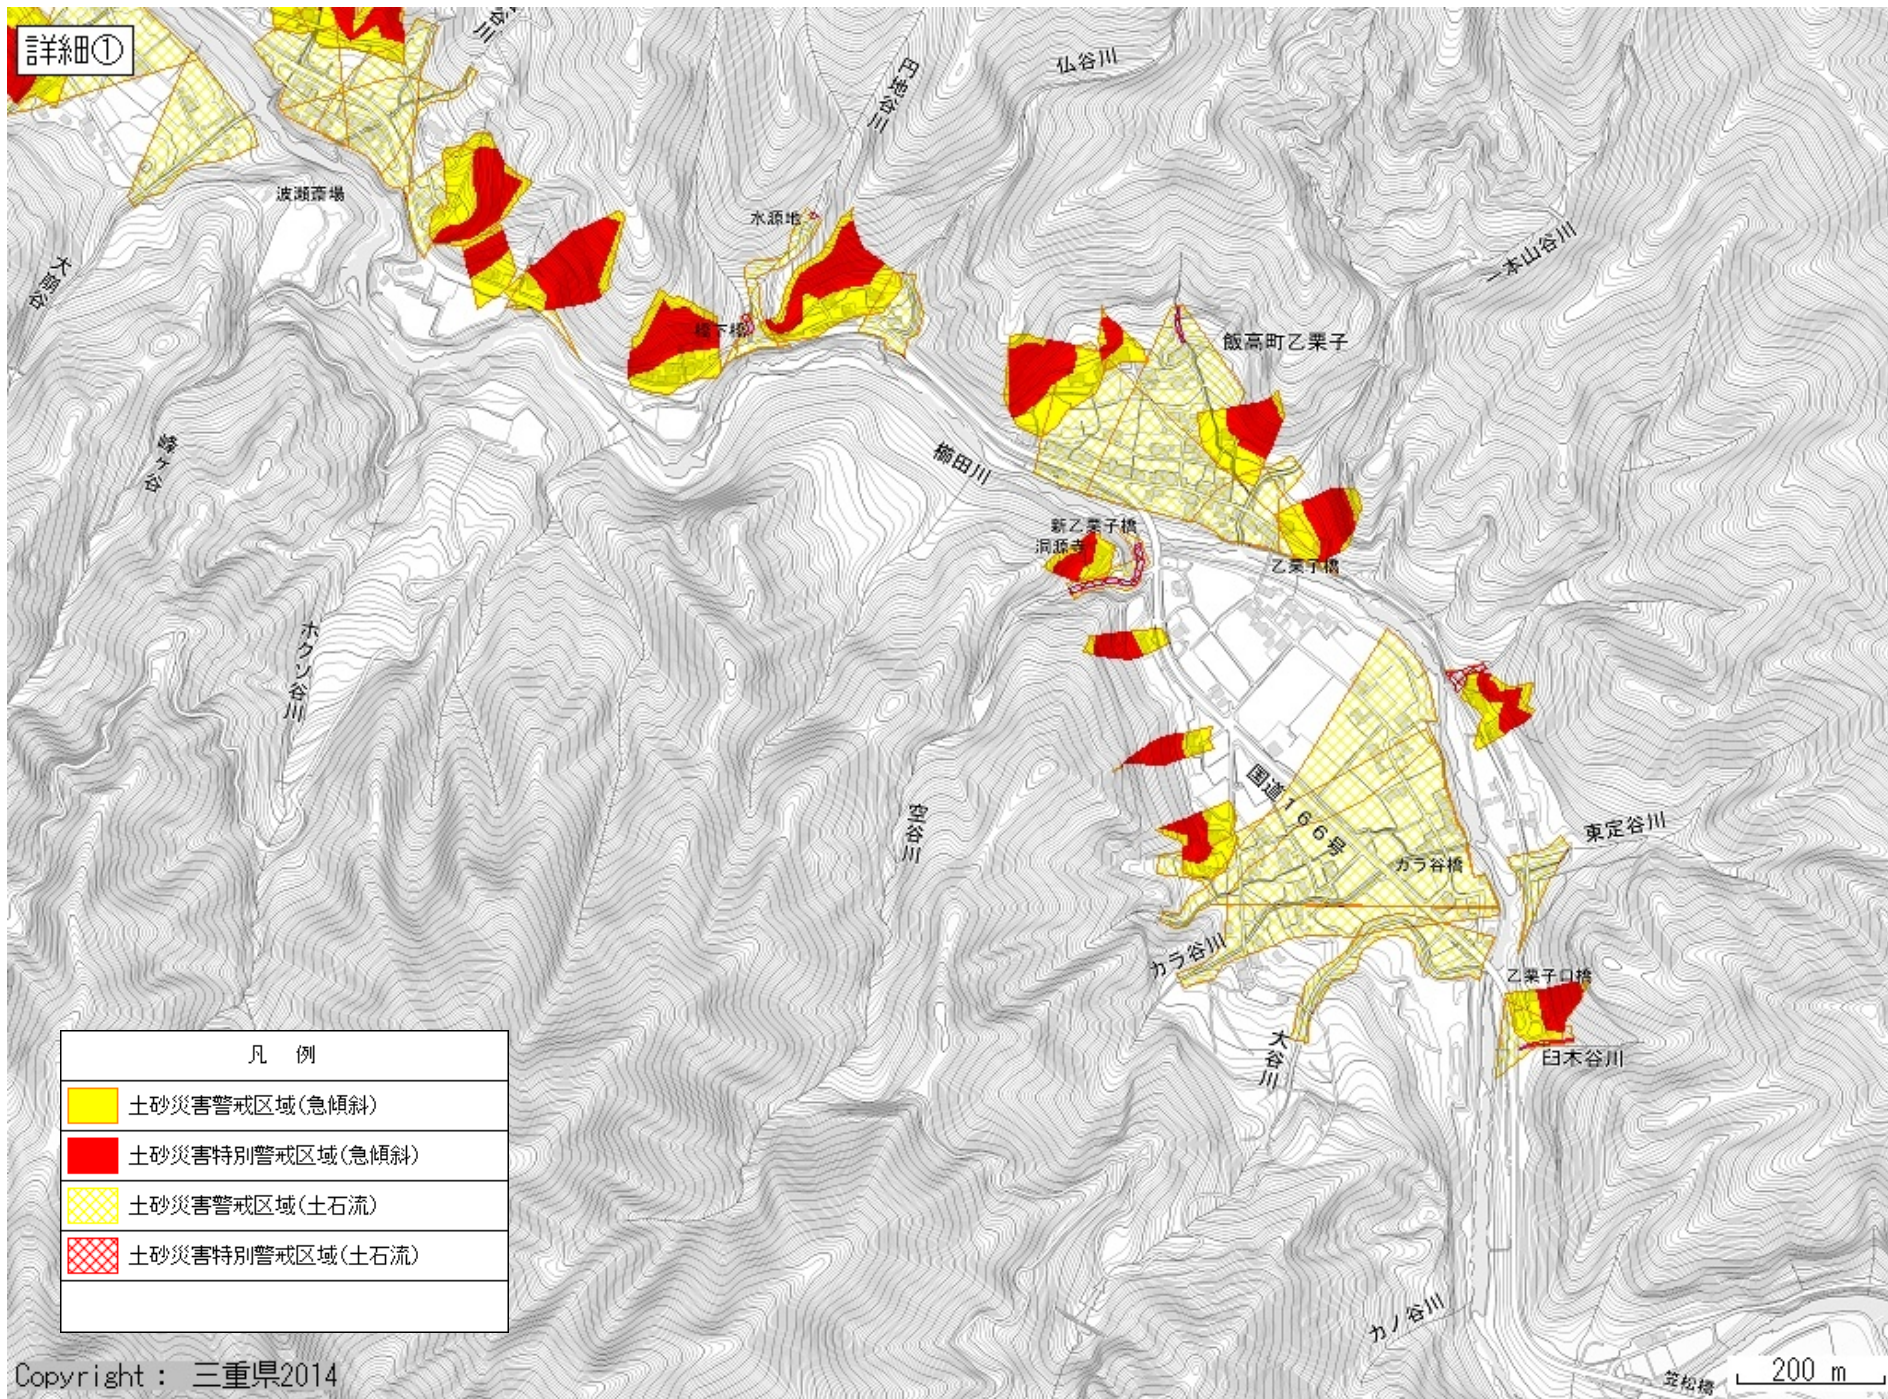 詳細①
谷川
円地谷川
仏谷川
波瀬斎場
水源地
大崩谷
一本山谷川
橋下橋
飯高町乙栗子
峰ヶ谷
櫛田川
新乙栗子橋
洞源寺
乙栗子橋
ホクソ谷川
国道166号
空谷川
東定谷川
カラ谷橋
カラ谷川
乙栗子口橋
大谷川
臼木谷川
凡 例
土砂災害警戒区域(急傾斜)
土砂災害特別警戒区域(急傾斜)
土砂災害警戒区域(土石流)
土砂災害特別警戒区域(土石流)
カノ谷川
笠松橋
200 m
Copyright : 三重県2014